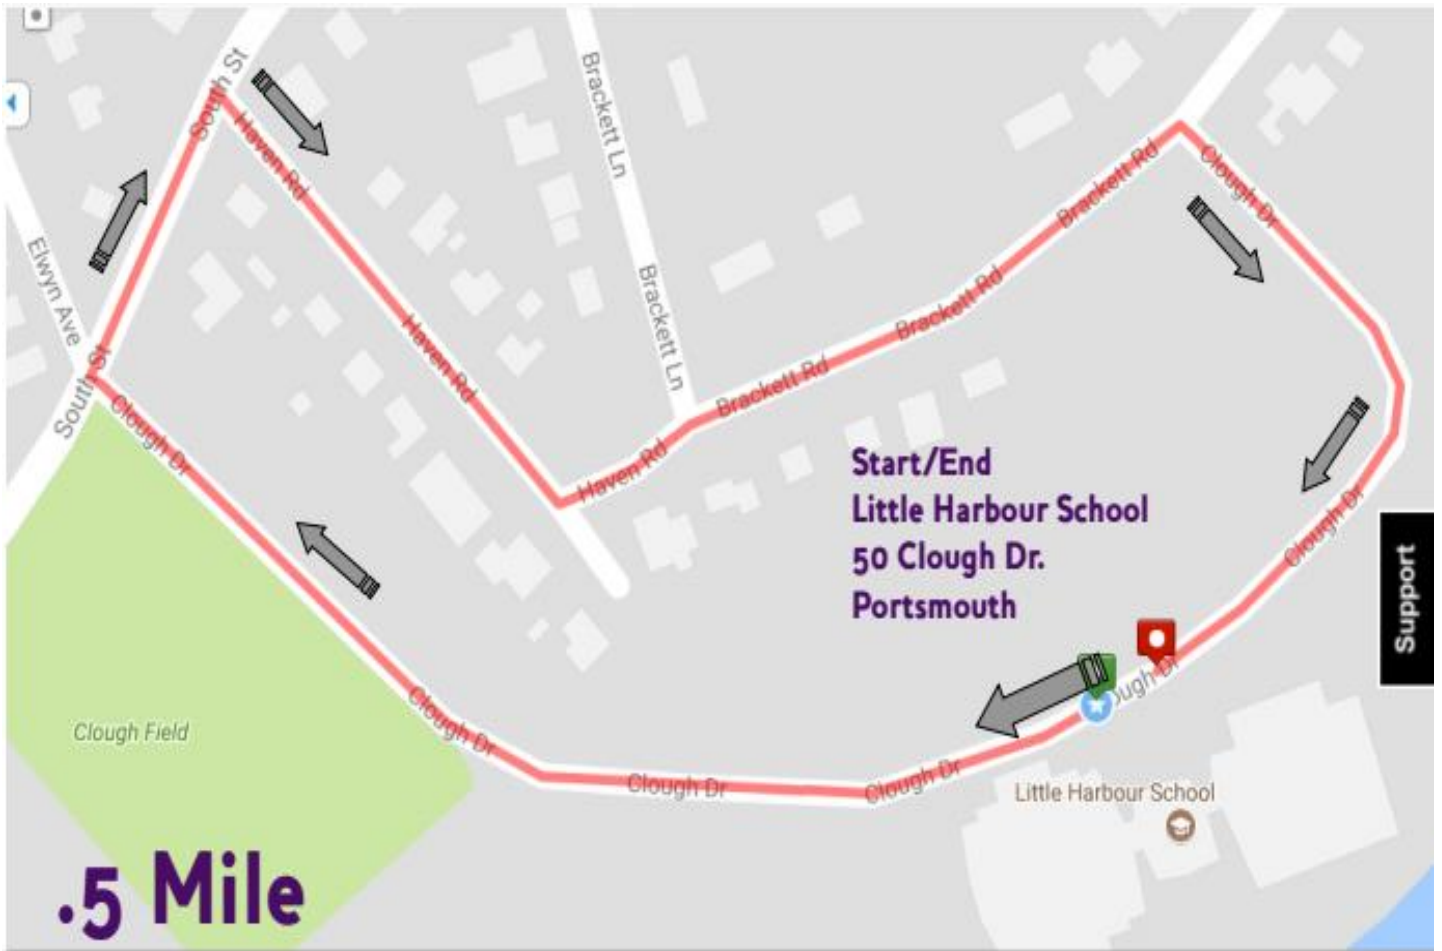 South St
Haven Rd
Brackett Ln
Brackett Rd
Clough Dr
Elwyn Ave
Brackett Ln
Brackett Rd
Haven Rd
Brackett Rd
South St
Clough Dr
Haven Rd
Start/End
Little Harbour School
50 Clough Dr.
Portsmouth
Clough Dr
Support
ough Dr
Clough Field
Clough Dr
Clough Dr
Clough Dr
Little Harbour School
.5 Mile